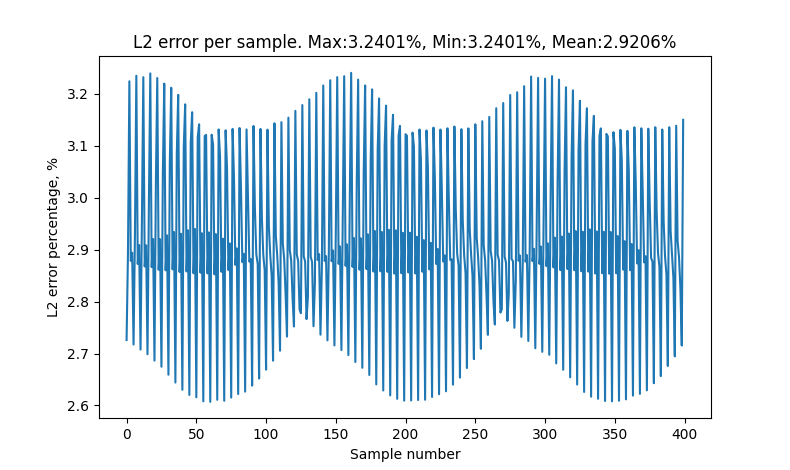 L2 error per sample. Max:3.2401%, Min:3.2401%, Mean:2.9206%
L2 error percentage, %
3.2
3.1
3.0
2.9
2.8
2.7
2.6
0 50 100 150 200 250 300 350 400
Sample number